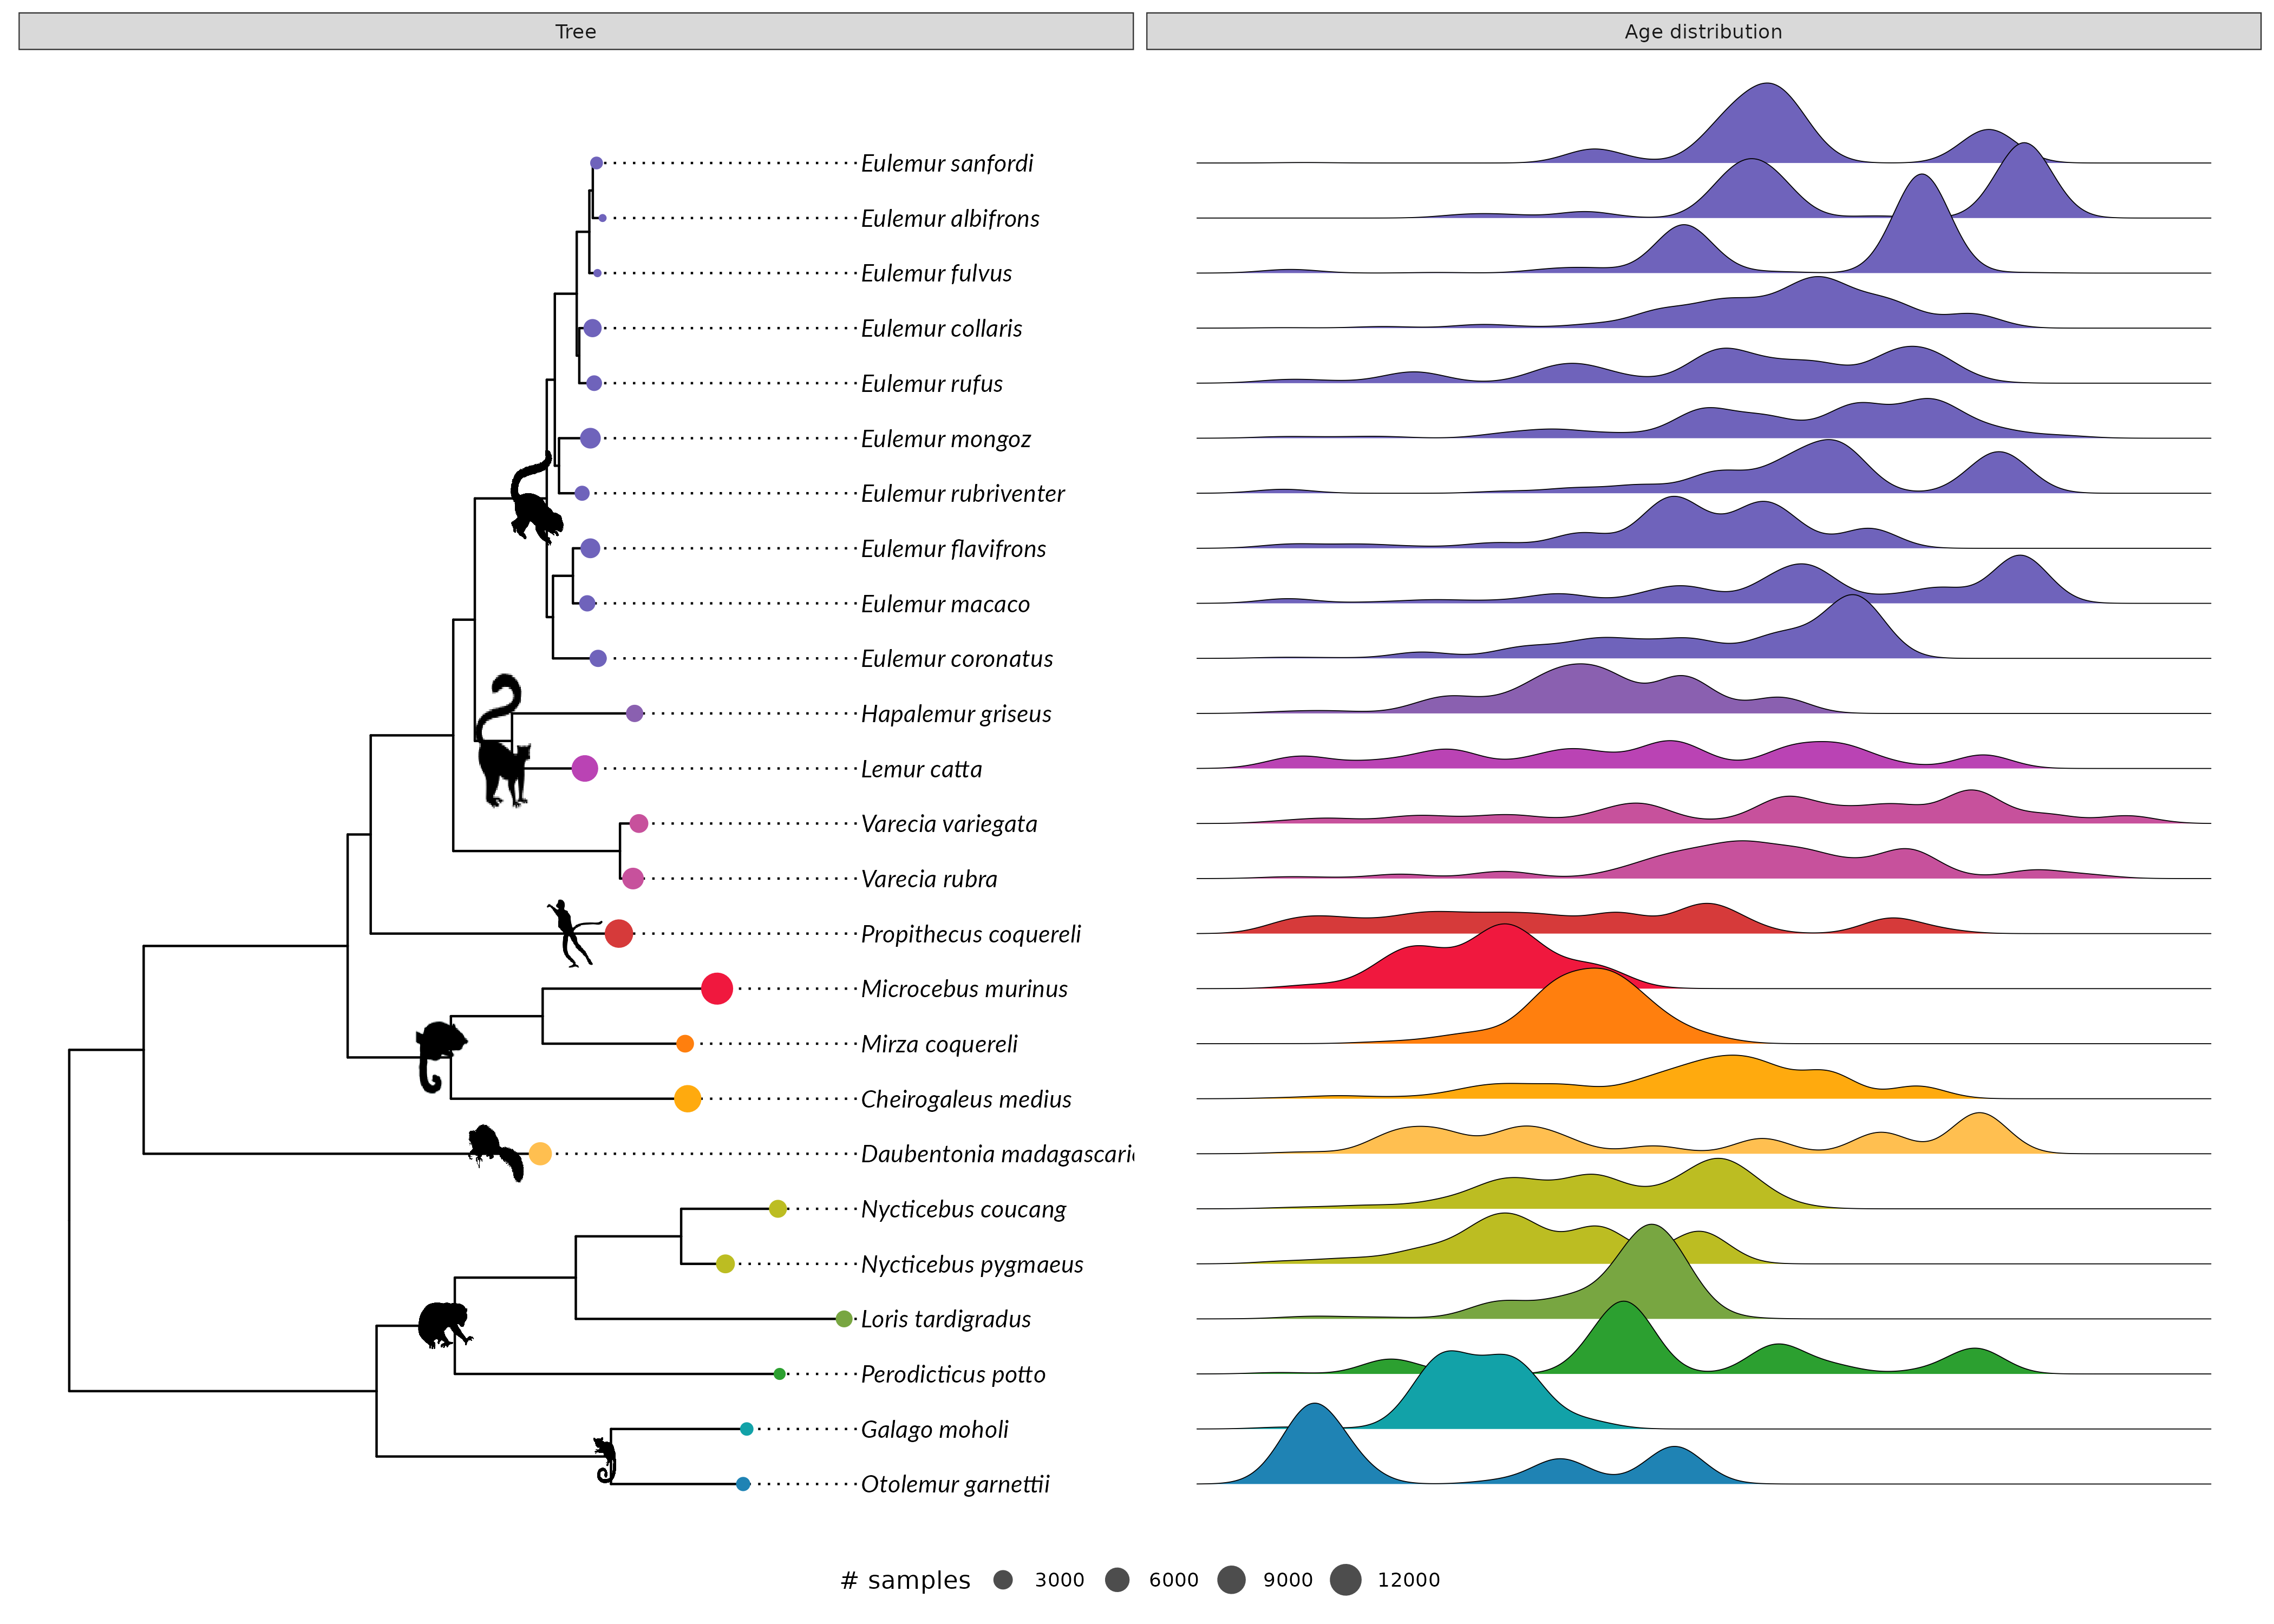 Tree
Age distribution
Eulemur sanfordi
Eulemur albifrons
Eulemur fulvus
Eulemur collaris
Eulemur rufus
Eulemur mongoz
Eulemur rubriventer
Eulemur flavifrons
Eulemur macaco
Eulemur coronatus
Hapalemur griseus
Lemur catta
Varecia variegata
Varecia rubra
Propithecus coquereli
Microcebus murinus
Mirza coquereli
Cheirogaleus medius
Daubentonia
Nycticebus coucang
Nycticebus pygmaeus
Loris tardigradus
Perodicticus potto
Galago moholi
Otolemur garnettii
# samples 3000 6000 9000 12000